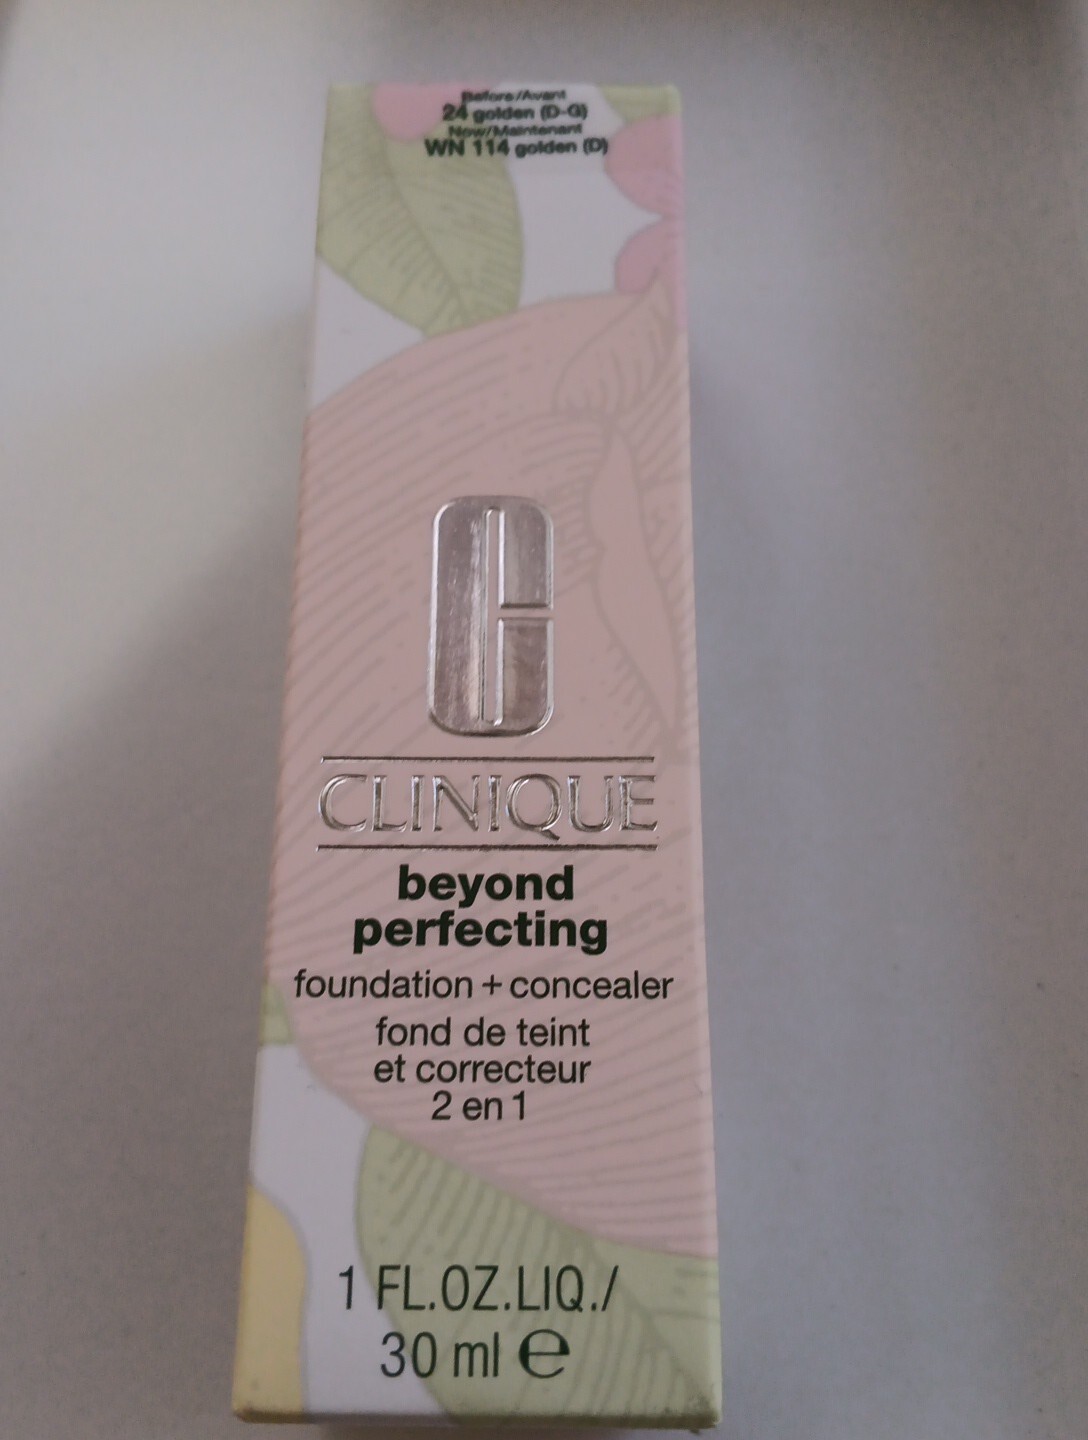 Before/Avant
24 golden (D-G)
Now/Maintenant
WN 114 golden (D)
CLINIQUE
beyond
perfecting
foundation + concealer
fond de teint
et correcteur
2 en 1
1 FL.OZ.LIQ./
30 ml ℮